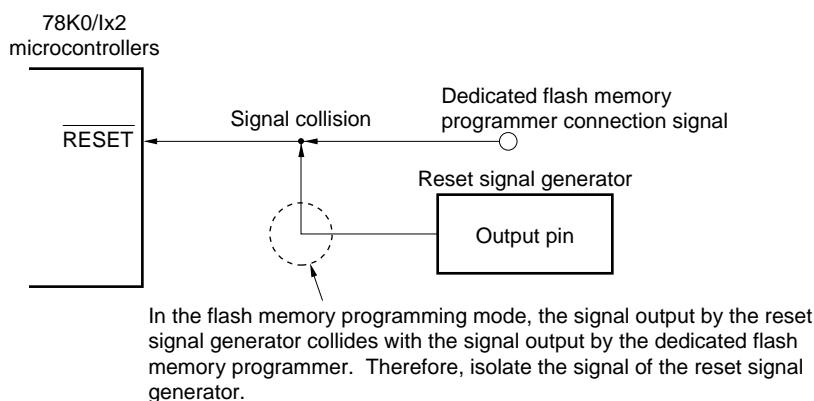 78K0/Ix2
microcontrollers
RESET
Signal collision
Dedicated flash memory
programmer connection signal
Reset signal generator
Output pin
In the flash memory programming mode, the signal output by the reset
signal generator collides with the signal output by the dedicated flash
memory programmer.  Therefore, isolate the signal of the reset signal
generator.